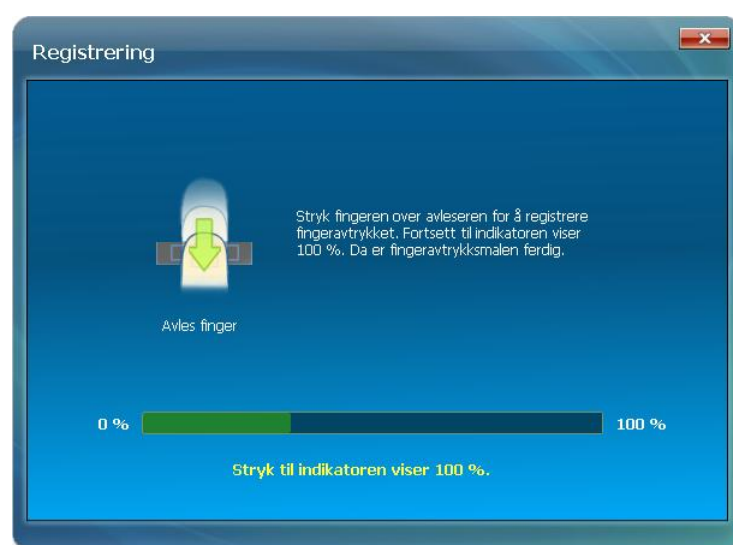 Registrering
Stryk fingeren over avleseren for å registrere
fingeravtrykket. Fortsett til indikatoren viser
100 %. Da er fingeravtrykksmalen ferdig.
Avles finger
0 %
100 %
Stryk til indikatoren viser 100 %.